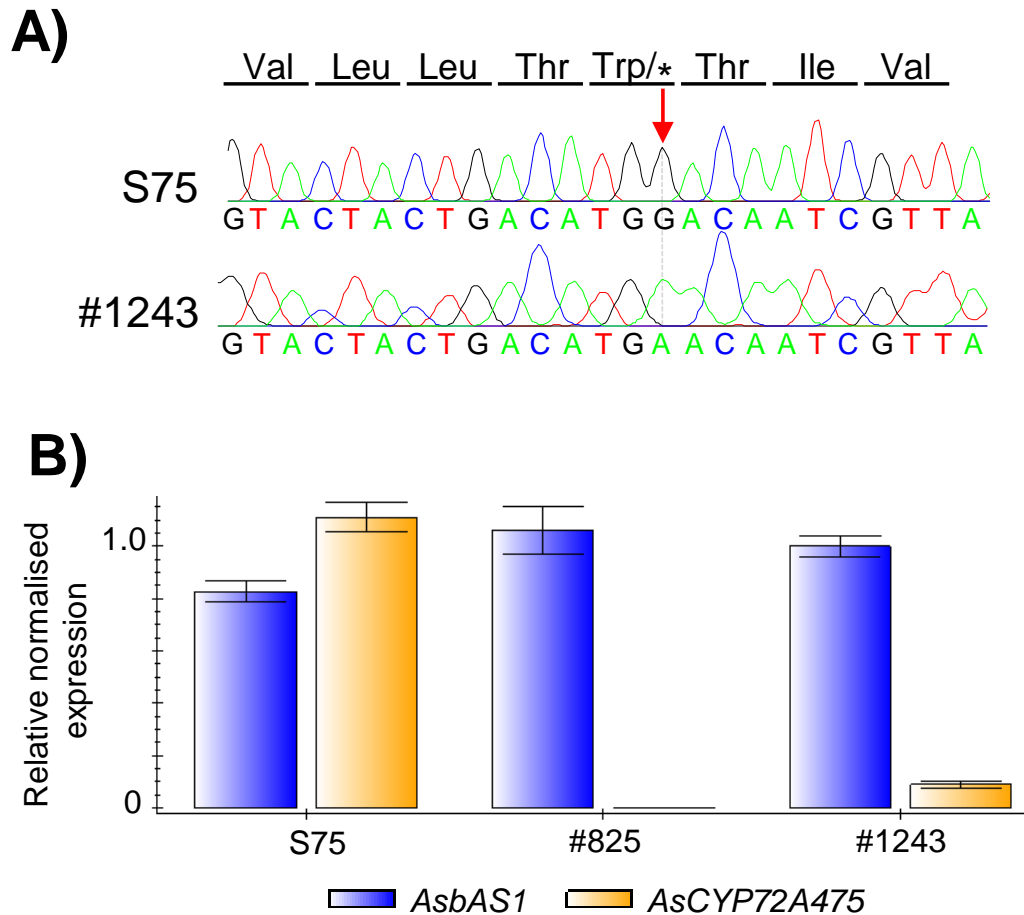 A)
Val Leu Leu Thr Trp/* Thr Ile Val
S75
G T A C T A C T G A C A T G G A C A A T C G T T A
#1243
G T A C T A C T G A C A T G A A C A A T C G T T A
B)
Relative normalised
expression
1.0
0
S75 #825 #1243
AsbAS1 AsCYP72A475